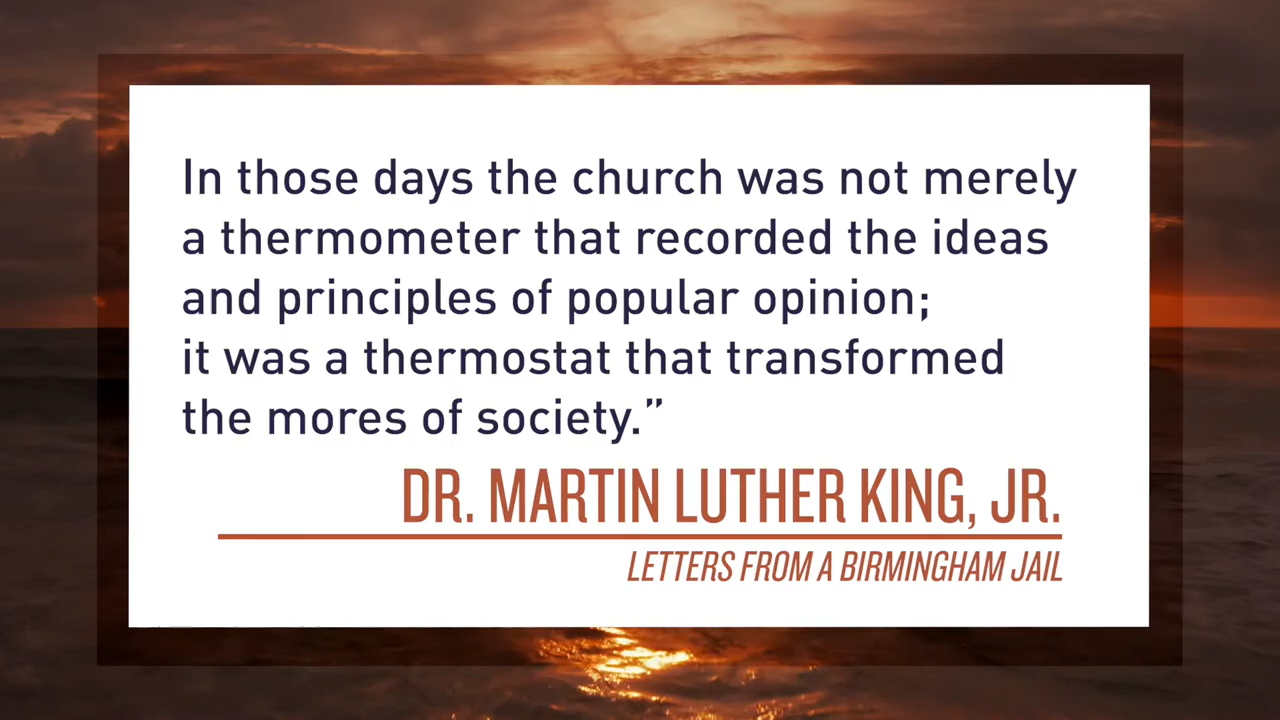 In those days the church was not merely
a thermometer that recorded the ideas
and principles of popular opinion;
it was a thermostat that transformed
the mores of society.”
DR. MARTIN LUTHER KING, JR.
LETTERS FROM A BIRMINGHAM JAIL